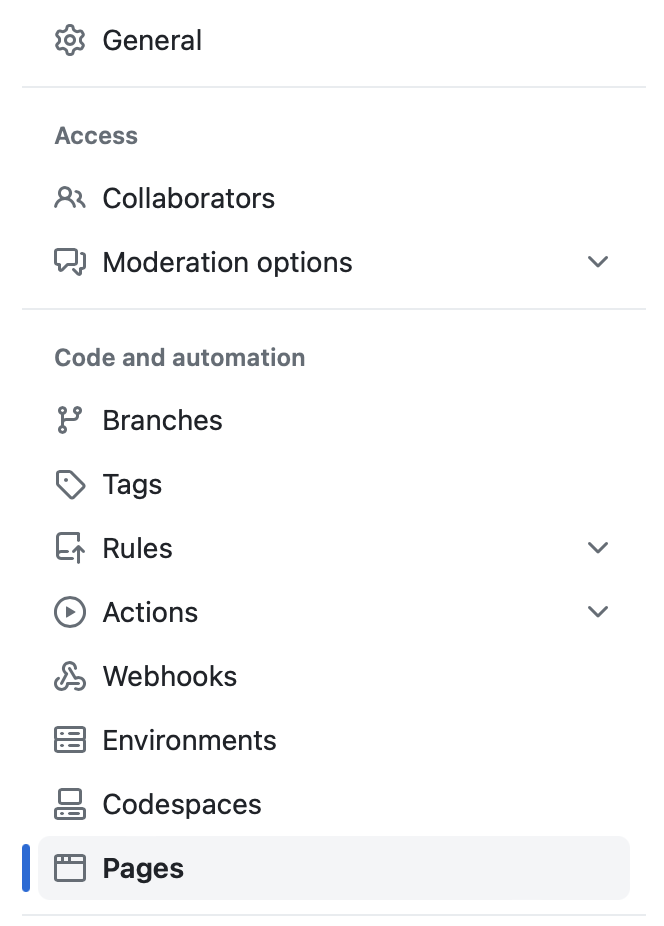 General
Access
Collaborators
Moderation options
Code and automation
Branches
Tags
Rules
Actions
Webhooks
Environments
Codespaces
Pages